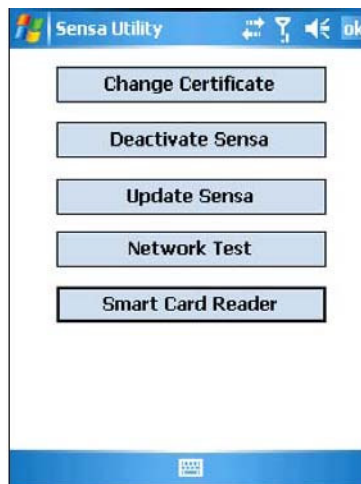 Sensa Utility ok
Change Certificate
Deactivate Sensa
Update Sensa
Network Test
Smart Card Reader